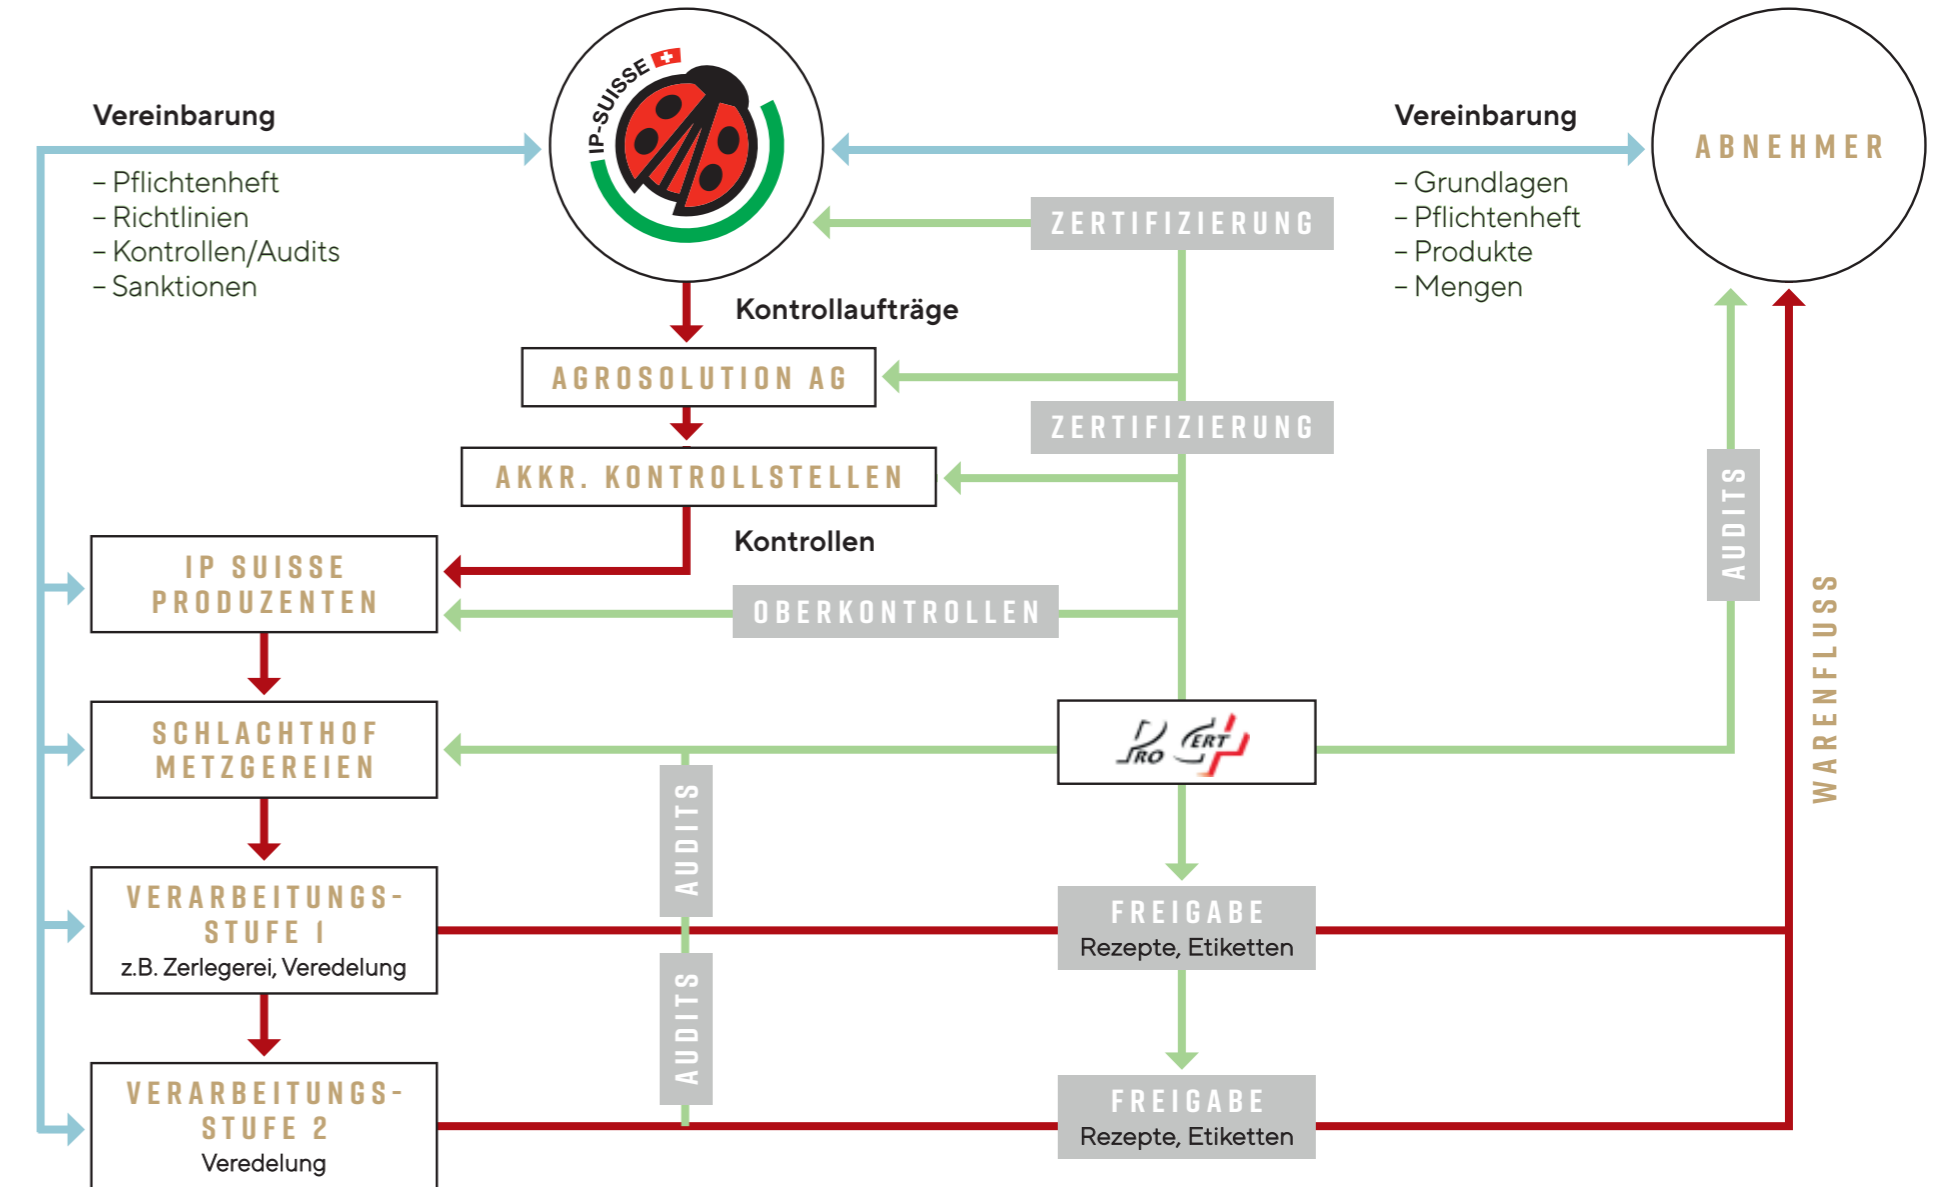 IP-SUISSE
Vereinbarung
– Pflichtenheft
– Richtlinien
– Kontrollen/Audits
– Sanktionen
Vereinbarung
– Grundlagen
– Pflichtenheft
– Produkte
– Mengen
ABNEHMER
ZERTIFIZIERUNG
Kontrollaufträge
AGROSOLUTION AG
ZERTIFIZIERUNG
AKKR. KONTROLLSTELLEN
Kontrollen
IP SUISSE
PRODUZENTEN
OBERKONTROLLEN
AUDITS
WARENFLUSS
SCHLACHTHOF
METZGEREIEN
PRO CERT
AUDITS
VERARBEITUNGS-
STUFE 1
z.B. Zerlegerei, Veredelung
FREIGABE
Rezepte, Etiketten
AUDITS
VERARBEITUNGS-
STUFE 2
Veredelung
FREIGABE
Rezepte, Etiketten